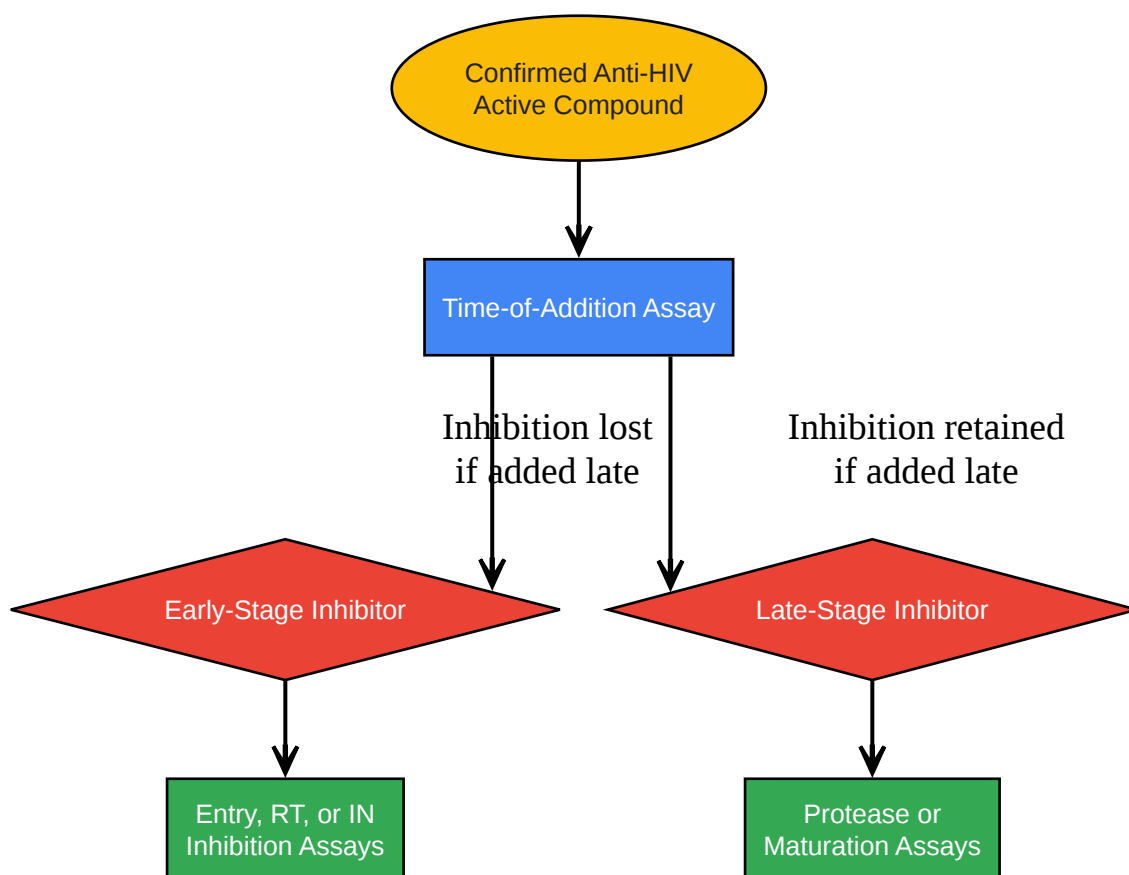 Confirmed Anti-HIV
Active Compound
Time-of-Addition Assay
Inhibition lost
if added late
Inhibition retained
if added late
Early-Stage Inhibitor
Late-Stage Inhibitor
Entry, RT, or IN
Inhibition Assays
Protease or
Maturation Assays